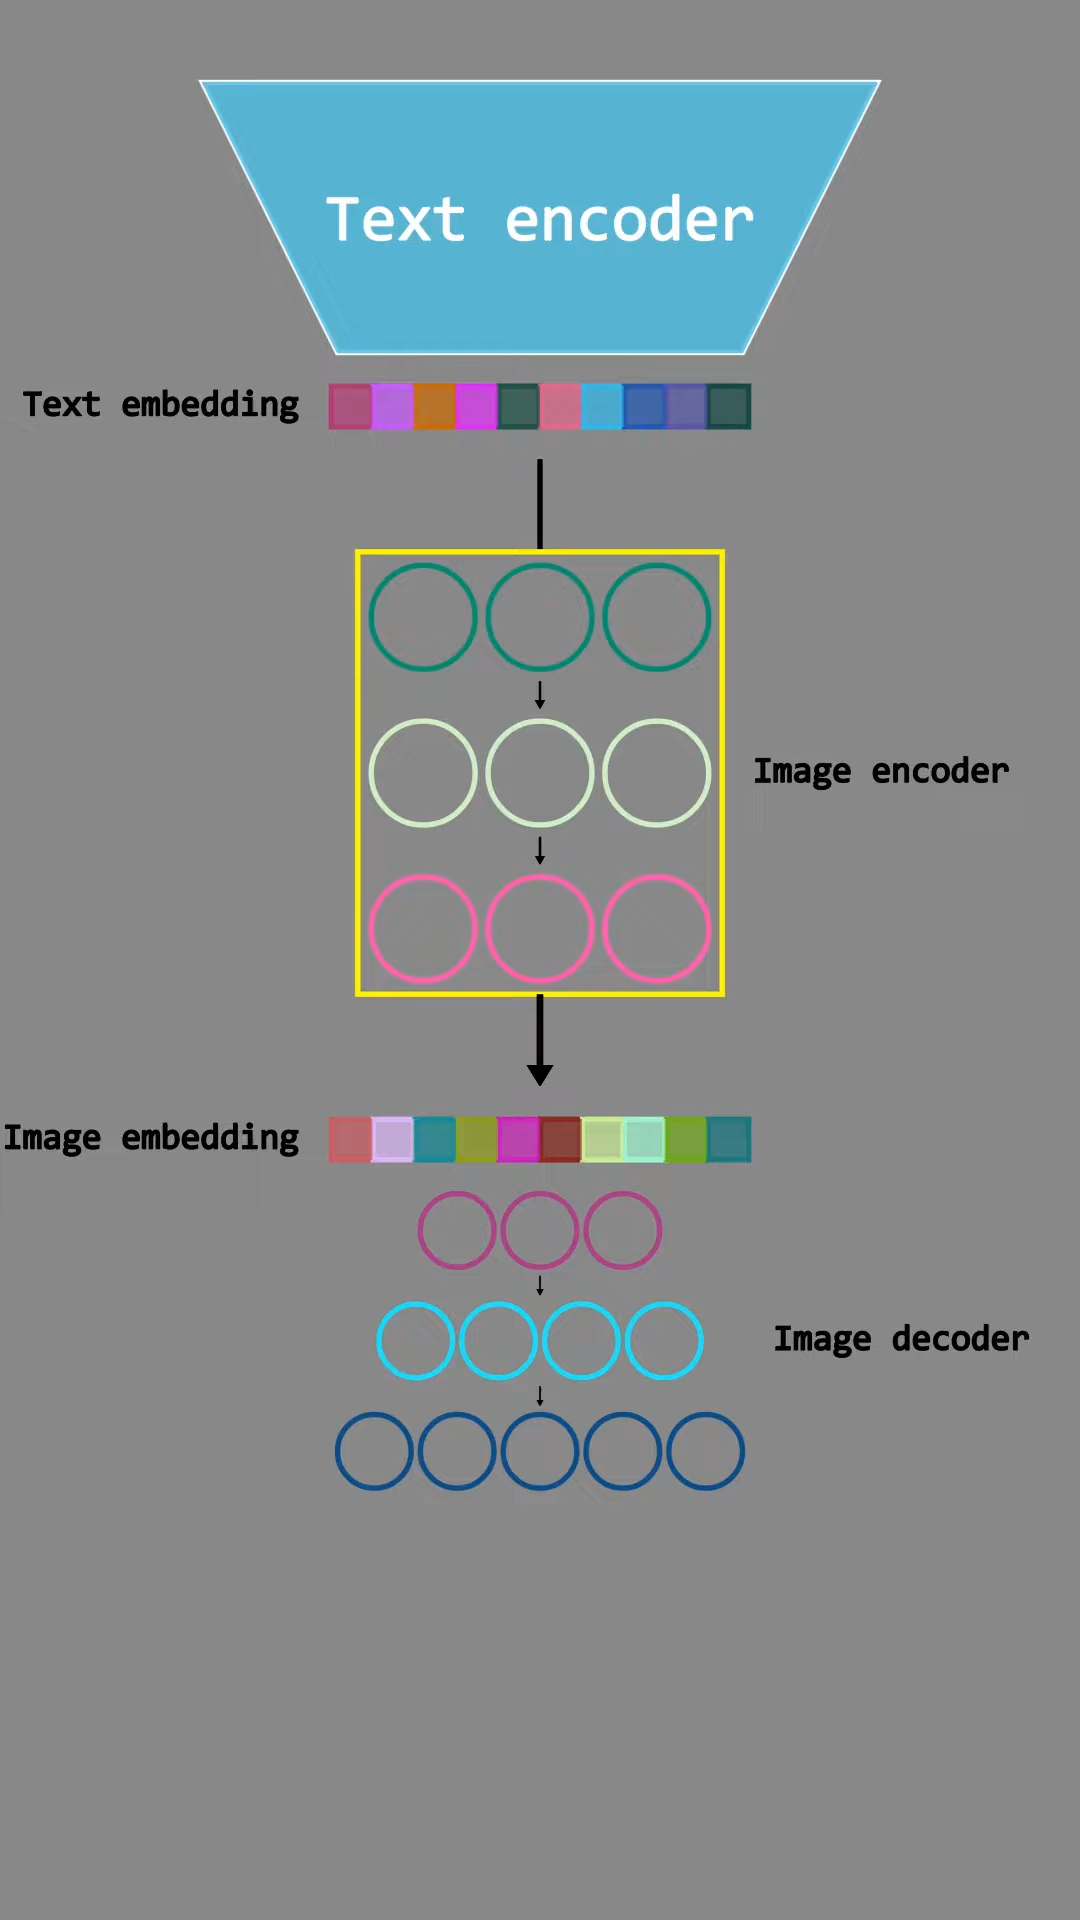 Text encoder
Text embedding
Image encoder
Image embedding
Image decoder